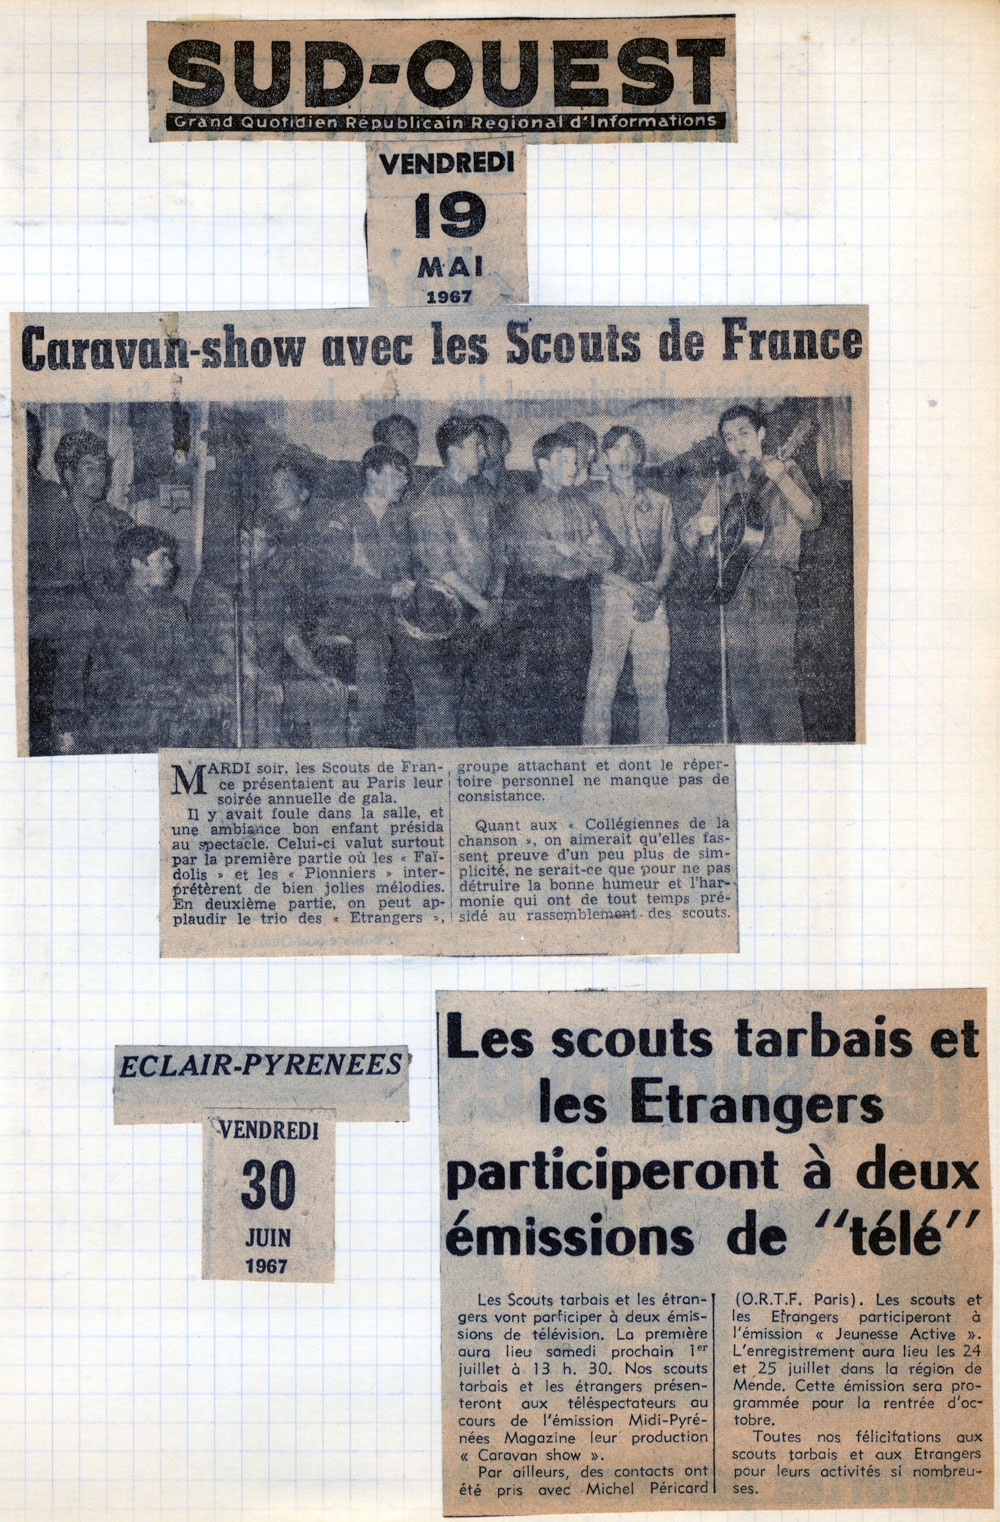 SUD-OUEST
Grand Quotidien Républicain Regional d'Informations
VENDREDI
19
MAI
1967
Caravan-show avec les Scouts de France
MARDI soir, les Scouts de Fran-
ce présentaient au Paris leur
soirée annuelle de gala.
Il y avait foule dans la salle, et
une ambiance bon enfant présida
au spectacle. Celui-ci valut surtout
par la première partie où les « Faï-
dolis » et les « Pionniers » inter-
prétèrent de bien jolies mélodies.
En deuxième partie, on peut ap-
plaudir le trio des « Etrangers »,
groupe attachant et dont le réper-
toire personnel ne manque pas de
consistance.
Quant aux « Collégiennes de la
chanson », on aimerait qu'elles fas-
sent preuve d'un peu plus de sim-
plicité, ne serait-ce que pour ne pas
détruire la bonne humeur et l'har-
monie qui ont de tout temps pré-
sidé au rassemblement des scouts.
ECLAIR-PYRENEES
VENDREDI
30
JUIN
1967
Les scouts tarbais et
les Etrangers
participeront à deux
émissions de "télé"
Les Scouts tarbais et les étran-
gers vont participer à deux émis-
sions de télévision. La première
aura lieu samedi prochain 1er
juillet à 13 h. 30. Nos scouts
tarbais et les étrangers présen-
teront aux téléspectateurs au
cours de l'émission Midi-Pyré-
nées Magazine leur production
« Caravan show ».
Par ailleurs, des contacts ont
été pris avec Michel Péricard
(O.R.T.F. Paris). Les scouts et
les Etrangers participeront à
l'émission « Jeunesse Active ».
L'enregistrement aura lieu les 24
et 25 juillet dans la région de
Mende. Cette émission sera pro-
grammée pour la rentrée d'oc-
tobre.
Toutes nos félicitations aux
scouts tarbais et aux Etrangers
pour leurs activités si nombreu-
ses.